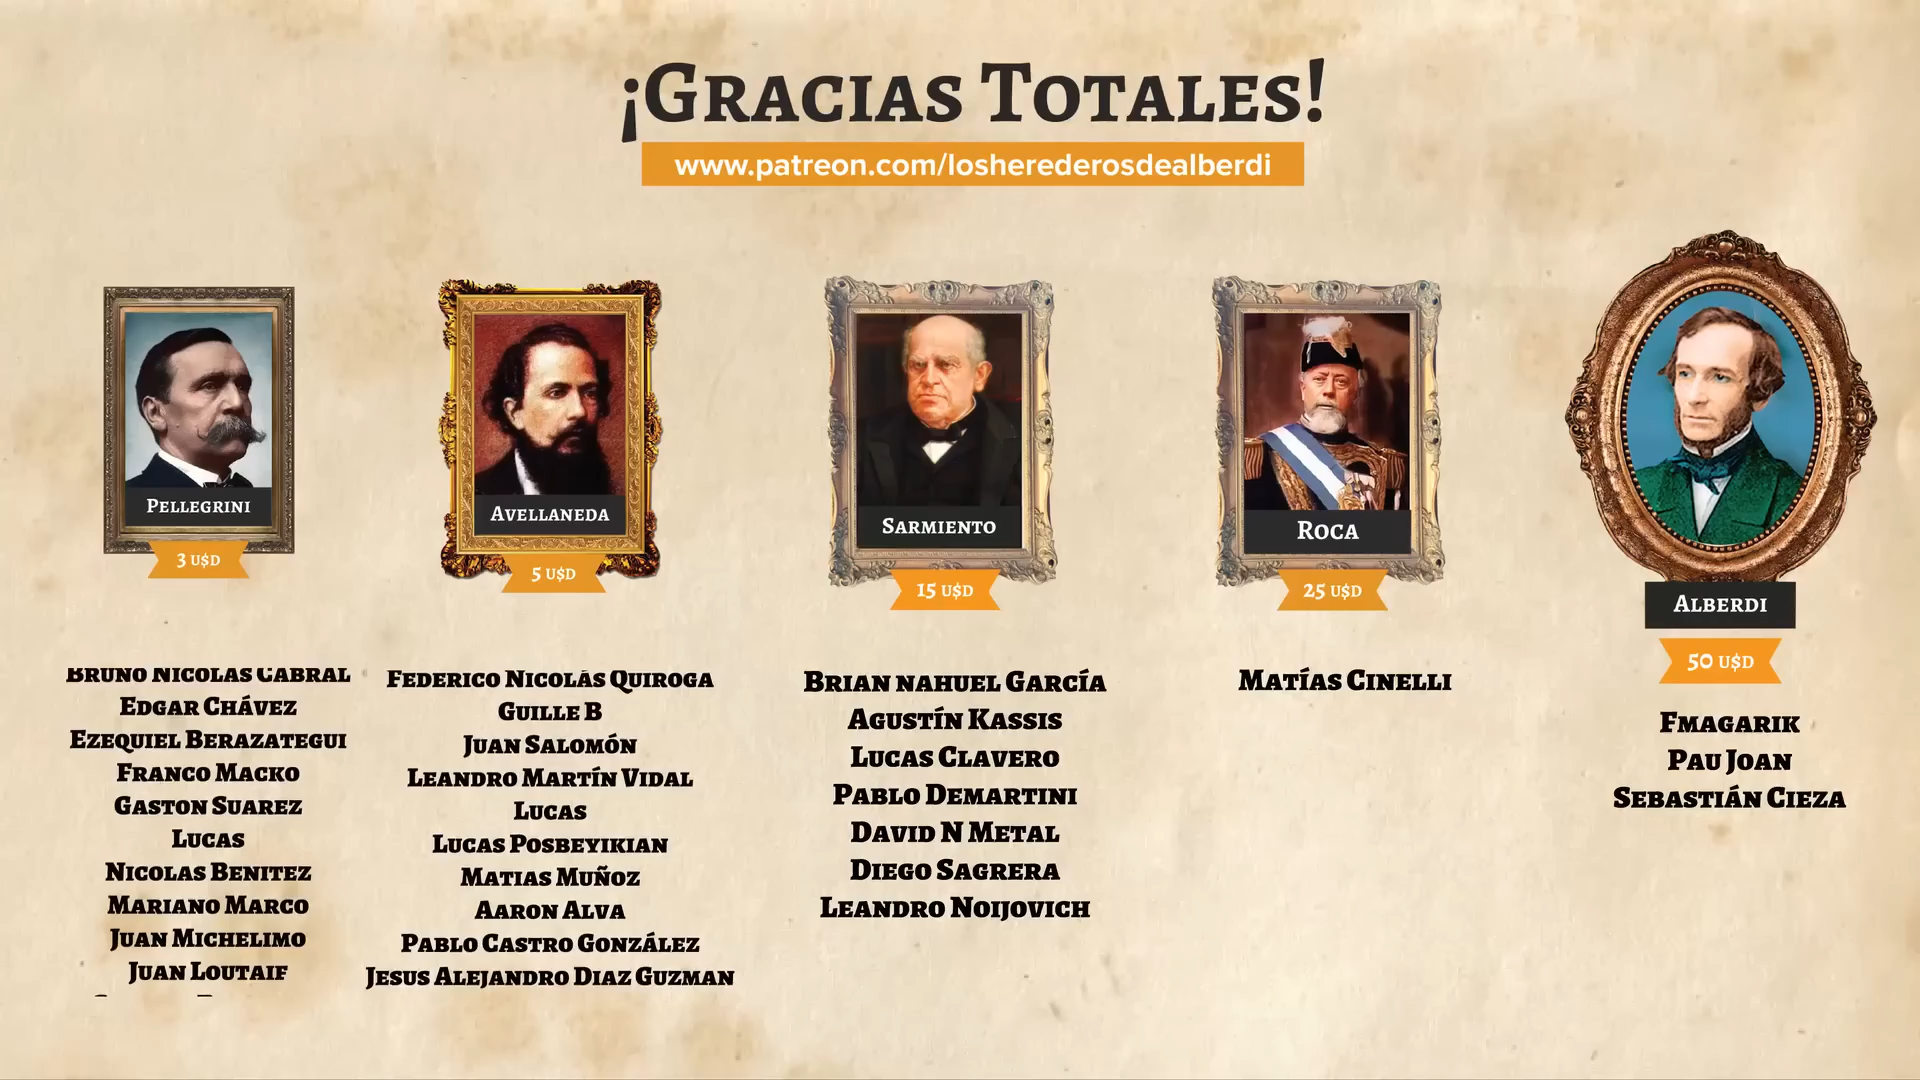 ¡Gracias Totales!
www.patreon.com/losherederosdealberdi
Pellegrini
3 U$D
Bruno Nicolas Cabral
Edgar Chávez
Ezequiel Berazategui
Franco Macko
Gaston Suarez
Lucas
Nicolas Benitez
Mariano Marco
Juan Michelimo
Juan Loutaif
Avellaneda
5 U$D
Federico Nicolás Quiroga
Guille B
Juan Salomón
Leandro Martín Vidal
Lucas
Lucas Posbeyikian
Matias Muñoz
Aaron Alva
Pablo Castro González
Jesus Alejandro Diaz Guzman
Sarmiento
15 U$D
Brian nahuel García
Agustín Kassis
Lucas Clavero
Pablo Demartini
David N Metal
Diego Sagrera
Leandro Noijovich
Roca
25 U$D
Matías Cinelli
Alberdi
50 U$D
Fmagarik
Pau Joan
Sebastián Cieza